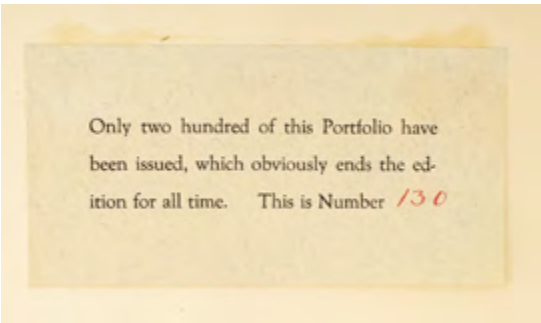 Only two hundred of this Portfolio have
been issued, which obviously ends the ed-
ition for all time. This is Number 130